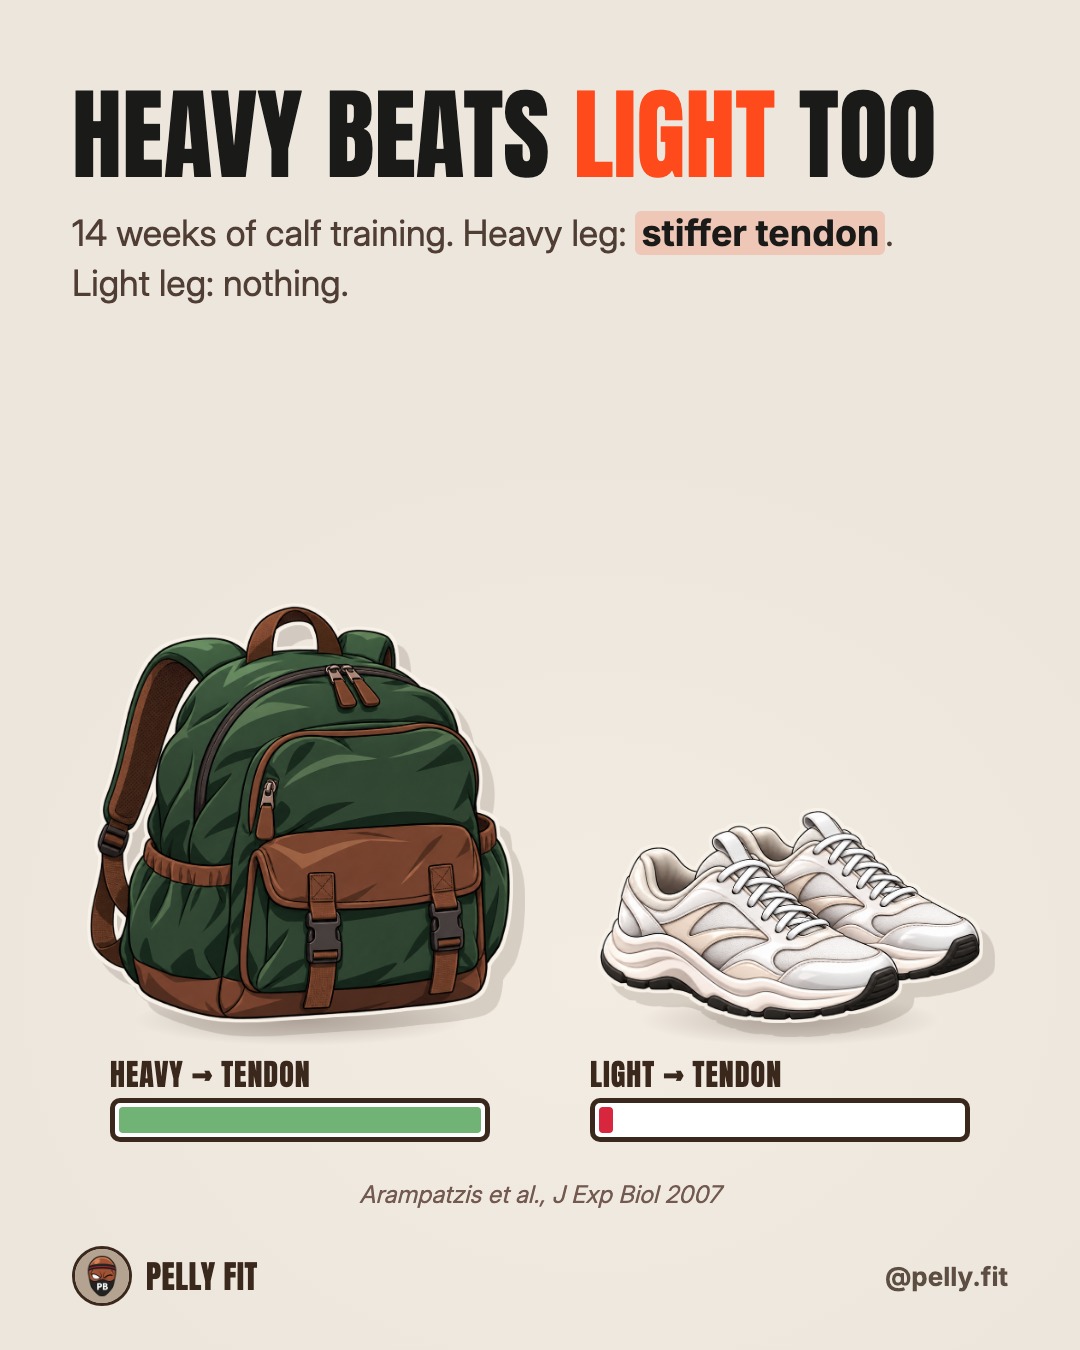 HEAVY BEATS LIGHT TOO
14 weeks of calf training. Heavy leg: stiffer tendon.
Light leg: nothing.
HEAVY → TENDON
LIGHT → TENDON
Arampatzis et al., J Exp Biol 2007
PB
PELLY FIT
@pelly.fit